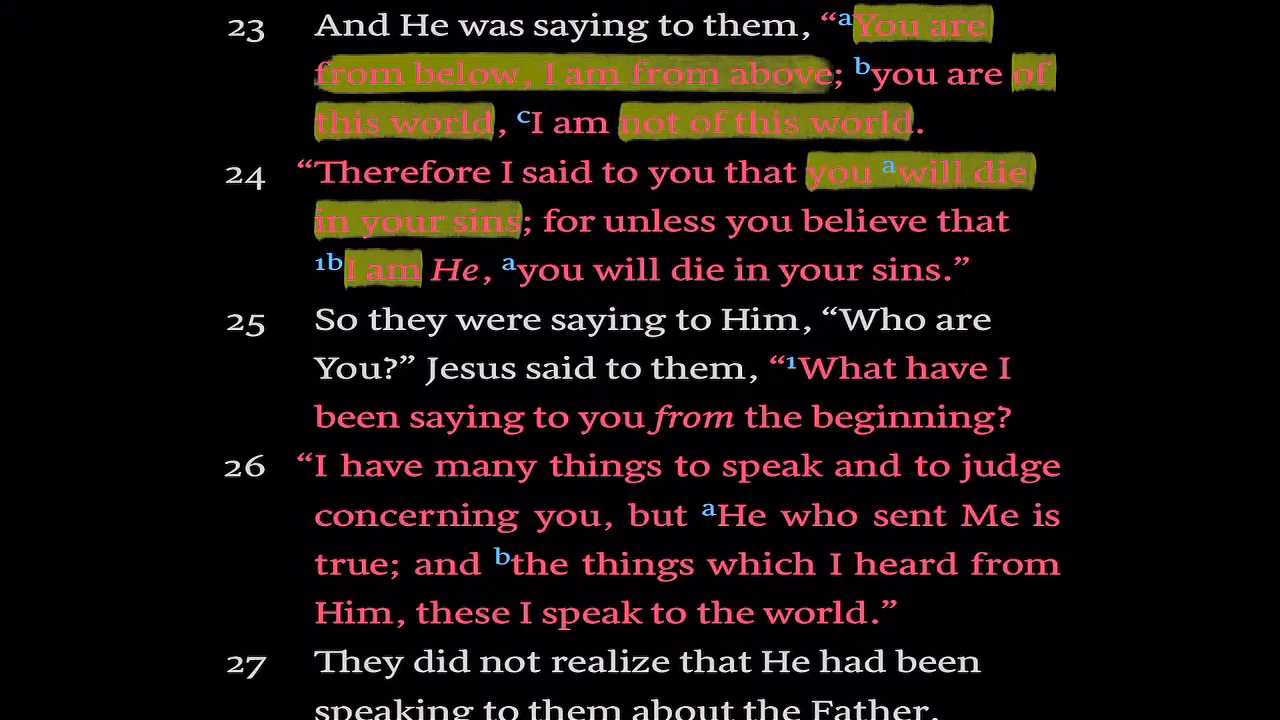 23 And He was saying to them, “aYou are
from below, I am from above; byou are of
this world, cI am not of this world.
24 “Therefore I said to you that you awill die
in your sins; for unless you believe that
1bI am He, ayou will die in your sins.”
25 So they were saying to Him, “Who are
You?” Jesus said to them, “1What have I
been saying to you from the beginning?
26 “I have many things to speak and to judge
concerning you, but aHe who sent Me is
true; and bthe things which I heard from
Him, these I speak to the world.”
27 They did not realize that He had been
speaking to them about the Father.